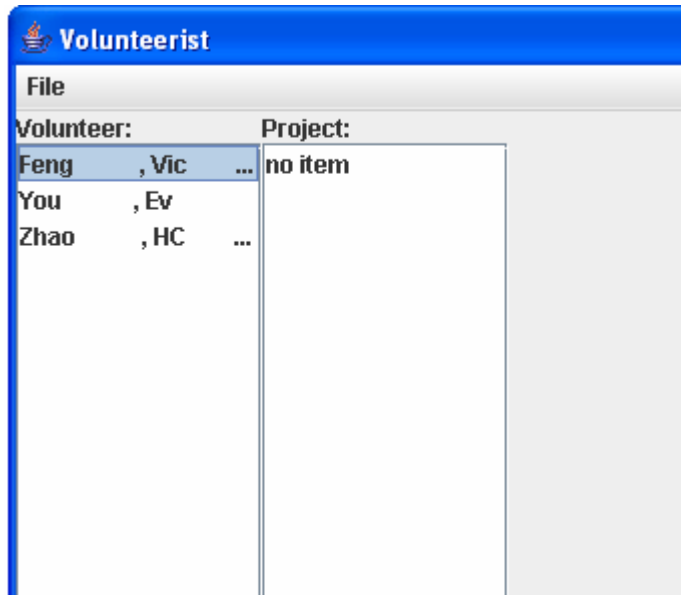 Volunteerist
File
Volunteer: Project:
Feng , Vic ... no item
You , Ev
Zhao , HC ...